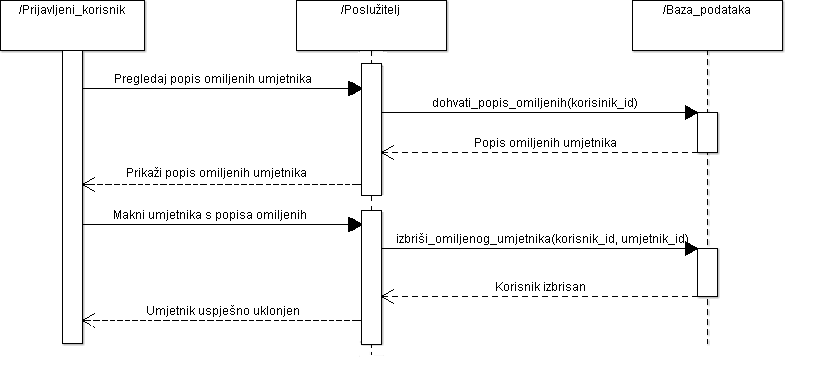 /Prijavljeni_korisnik
/Poslužitelj
/Baza_podataka
Pregledaj popis omiljenih umjetnika
dohvati_popis_omiljenih(korisinik_id)
Popis omiljenih umjetnika
Prikaži popis omiljenih umjetnika
Makni umjetnika s popisa omiljenih
izbriši_omiljenog_umjetnika(korisnik_id, umjetnik_id)
Korisnik izbrisan
Umjetnik uspješno uklonjen